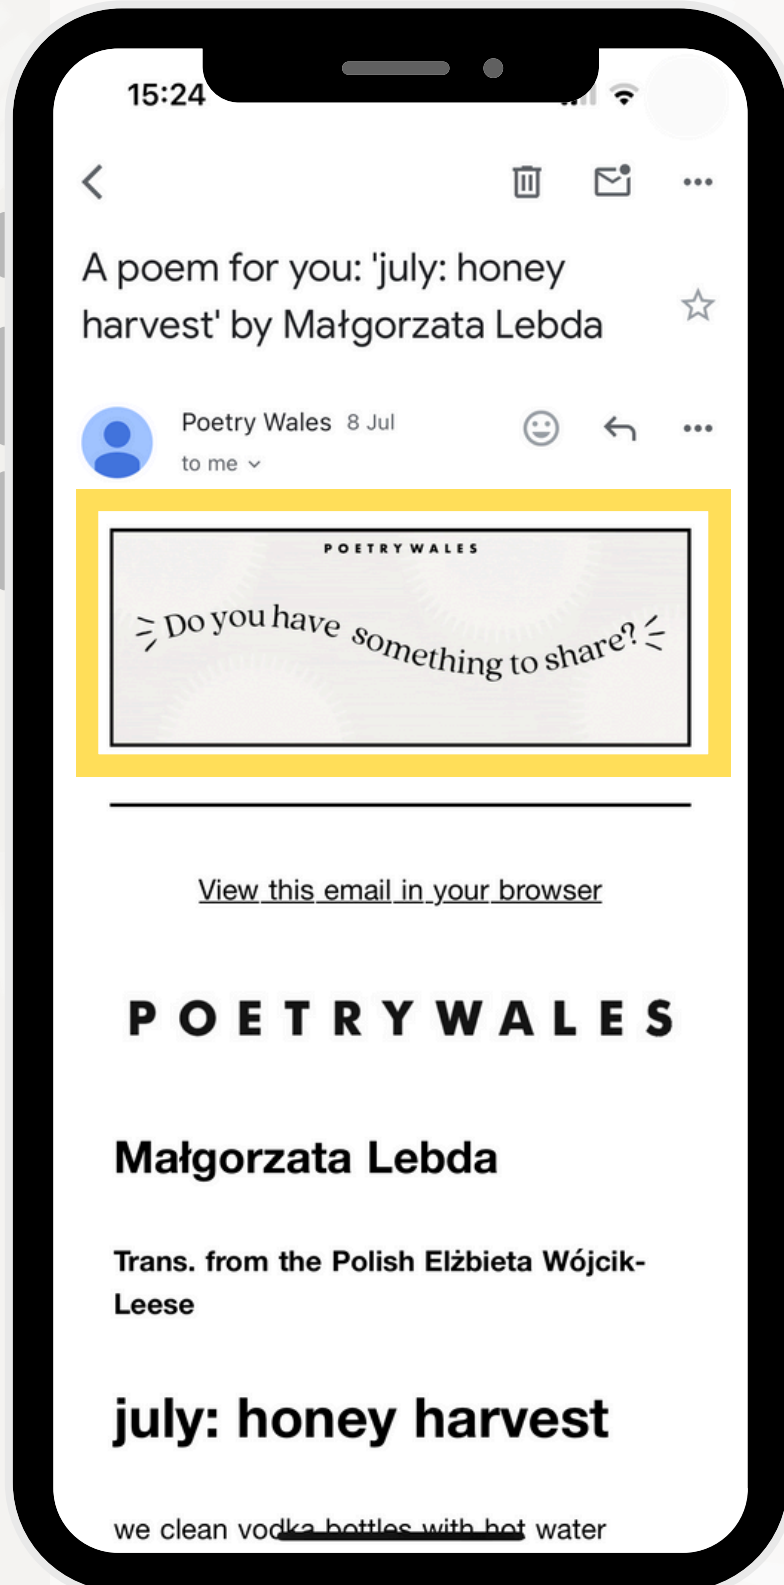 15:24
A poem for you: 'july: honey
harvest' by Małgorzata Lebda
Poetry Wales 8 Jul
to me
POETRY WALES
Do you have something to share?
View this email in your browser
POETRYWALES
Małgorzata Lebda
Trans. from the Polish Elżbieta Wójcik-
Leese
july: honey harvest
we clean vodka bottles with hot water